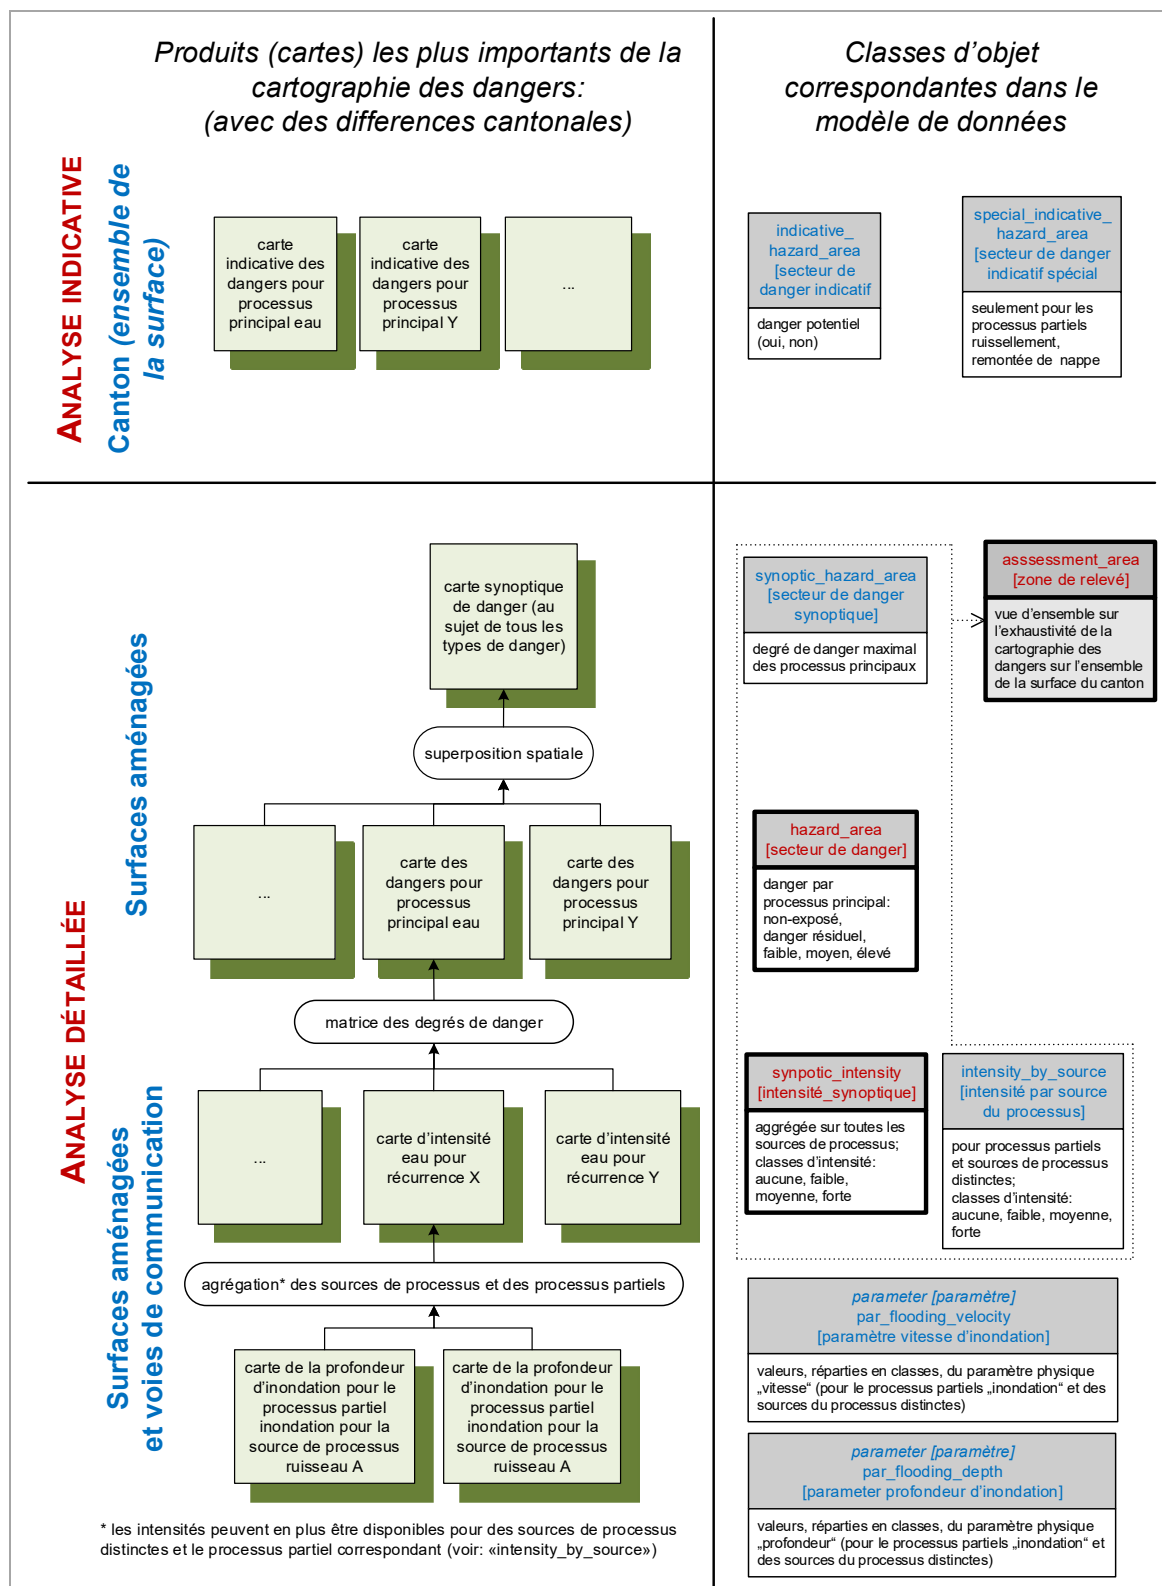 Produits (cartes) les plus importants de la
cartographie des dangers:
(avec des differences cantonales)
Classes d’objet
correspondantes dans le
modèle de données
ANALYSE INDICATIVE
Canton (ensemble de
la surface)
carte
indicative des
dangers pour
processus
principal eau
carte
indicative des
dangers pour
processus
principal Y
...
indicative_
hazard_area
[secteur de
danger indicatif
danger potentiel
(oui, non)
special_indicative_
hazard_area
[secteur de danger
indicatif spécial
seulement pour les
processus partiels
ruissellement,
remontée de nappe
ANALYSE DÉTAILLÉE
Surfaces aménagées
carte synoptique
de danger (au
sujet de tous les
types de danger)
superposition spatiale
...
carte des
dangers pour
processus
principal eau
carte des
dangers pour
processus
principal Y
matrice des degrés de danger
synoptic_hazard_area
[secteur de danger
synoptique]
degré de danger maximal
des processus principaux
asssessment_area
[zone de relevé]
vue d’ensemble sur
l’exhaustivité de la
cartographie des
dangers sur l’ensemble
de la surface du canton
hazard_area
[secteur de danger]
danger par
processus principal:
non-exposé,
danger résiduel,
faible, moyen, élevé
Surfaces aménagées
et voies de communication
...
carte d’intensité
eau pour
récurrence X
carte d’intensité
eau pour
récurrence Y
agrégation* des sources de processus et des processus partiels
carte de la profondeur
d’inondation pour le
processus partiel
inondation pour la
source de processus
ruisseau A
carte de la profondeur
d’inondation pour le
processus partiel
inondation pour la
source de processus
ruisseau A
* les intensités peuvent en plus être disponibles pour des sources de processus
distinctes et le processus partiel correspondant (voir: «intensity_by_source»)
synpotic_intensity
[intensité_synoptique]
aggrégée sur toutes les
sources de processus;
classes d’intensité:
aucune, faible,
moyenne, forte
intensity_by_source
[intensité par source
du processus]
pour processus partiels
et sources de processus
distinctes;
classes d’intensité:
aucune, faible, moyenne,
forte
parameter [paramètre]
par_flooding_velocity
[paramètre vitesse d’inondation]
valeurs, réparties en classes, du paramètre physique
„vitesse“ (pour le processus partiels „inondation“ et des
sources du processus distinctes)
parameter [paramètre]
par_flooding_depth
[parameter profondeur d’inondation]
valeurs, réparties en classes, du paramètre physique
„profondeur“ (pour le processus partiels „inondation“ et
des sources du processus distinctes)